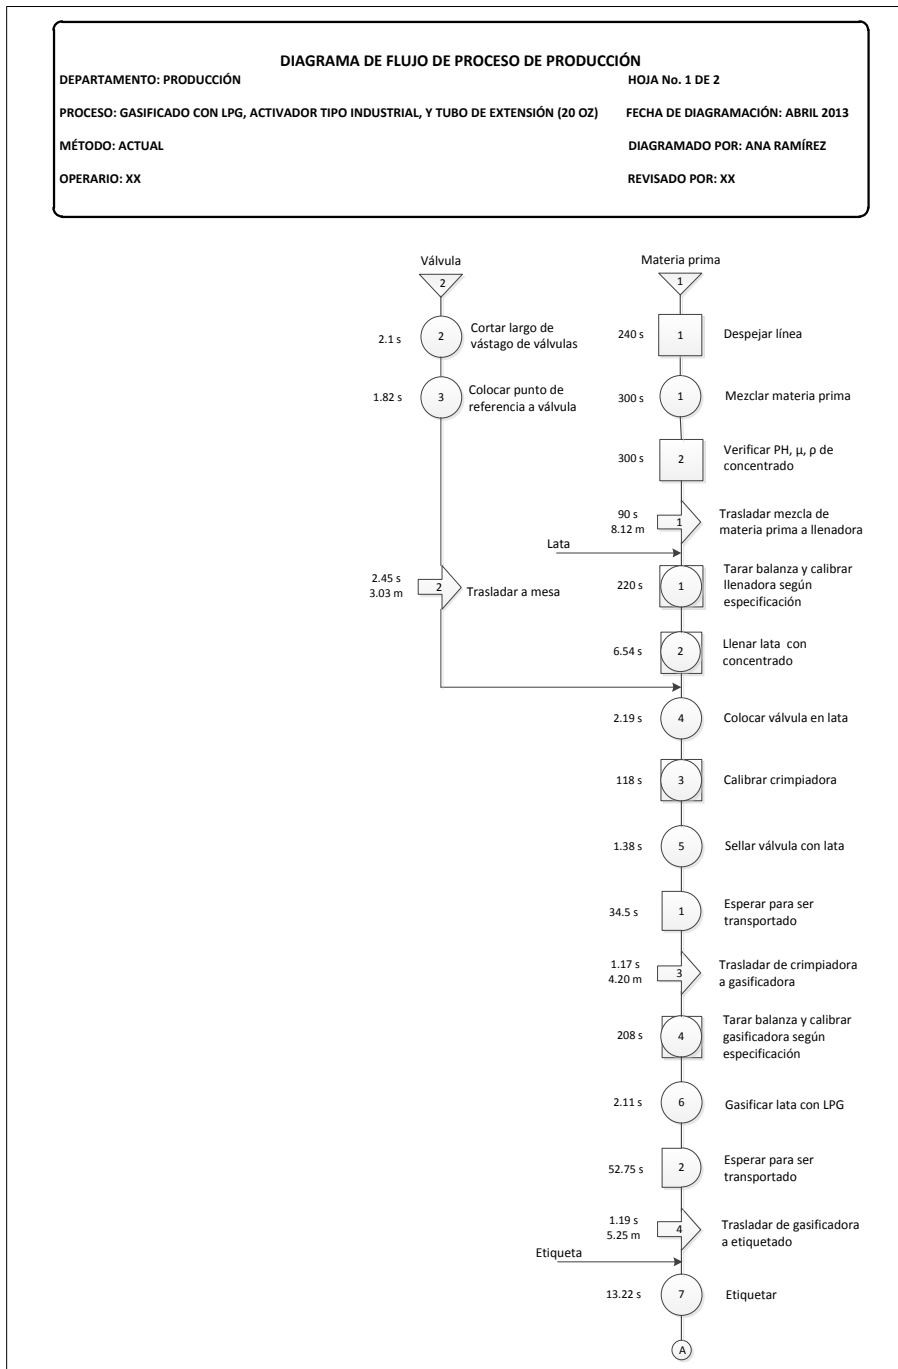 DIAGRAMA DE FLUJO DE PROCESO DE PRODUCCIÓN
DEPARTAMENTO: PRODUCCIÓN
HOJA No. 1 DE 2
PROCESO: GASIFICADO CON LPG, ACTIVADOR TIPO INDUSTRIAL, Y TUBO DE EXTENSIÓN (20 OZ)
FECHA DE DIAGRAMACIÓN: ABRIL 2013
MÉTODO: ACTUAL
DIAGRAMADO POR: ANA RAMÍREZ
OPERARIO: XX
REVISADO POR: XX
Válvula
2
2.1 s
2
Cortar largo de
vástago de válvulas
1.82 s
3
Colocar punto de
referencia a válvula
2.45 s
3.03 m
2
Trasladar a mesa
Materia prima
1
240 s
1
Despejar línea
300 s
1
Mezclar materia prima
300 s
2
Verificar PH, μ, ρ de
concentrado
90 s
8.12 m
1
Trasladar mezcla de
materia prima a llenadora
Lata
220 s
1
Tarar balanza y calibrar
llenadora según
especificación
6.54 s
2
Llenar lata con
concentrado
2.19 s
4
Colocar válvula en lata
118 s
3
Calibrar crimpiadora
1.38 s
5
Sellar válvula con lata
34.5 s
1
Esperar para ser
transportado
1.17 s
4.20 m
3
Trasladar de crimpiadora
a gasificadora
208 s
4
Tarar balanza y calibrar
gasificadora según
especificación
2.11 s
6
Gasificar lata con LPG
52.75 s
2
Esperar para ser
transportado
1.19 s
5.25 m
4
Trasladar de gasificadora
a etiquetado
Etiqueta
13.22 s
7
Etiquetar
A